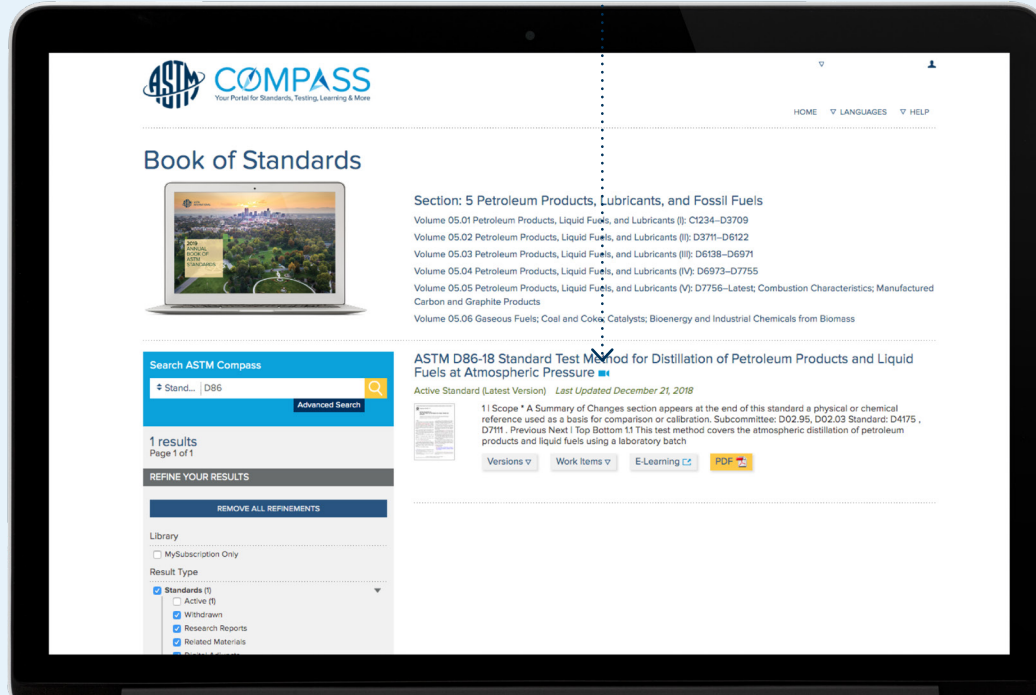 ASTM COMPASS
Your Portal for Standards, Testing, Learning & More
HOME ▽ LANGUAGES ▽ HELP
Book of Standards
2019
ANNUAL
BOOK OF
ASTM
STANDARDS
Section: 5 Petroleum Products, Lubricants, and Fossil Fuels
Volume 05.01 Petroleum Products, Liquid Fuels, and Lubricants (I): C1234–D3709
Volume 05.02 Petroleum Products, Liquid Fuels, and Lubricants (II): D3711–D6122
Volume 05.03 Petroleum Products, Liquid Fuels, and Lubricants (III): D6138–D6971
Volume 05.04 Petroleum Products, Liquid Fuels, and Lubricants (IV): D6973–D7755
Volume 05.05 Petroleum Products, Liquid Fuels, and Lubricants (V): D7756–Latest; Combustion Characteristics; Manufactured
Carbon and Graphite Products
Volume 05.06 Gaseous Fuels; Coal and Coke; Catalysts; Bioenergy and Industrial Chemicals from Biomass
Search ASTM Compass
Stand... D86
Advanced Search
1 results
Page 1 of 1
REFINE YOUR RESULTS
REMOVE ALL REFINEMENTS
Library
MySubscription Only
Result Type
Standards (1)
Active (1)
Withdrawn
Research Reports
Related Materials
Digital Adjuncts
ASTM D86-18 Standard Test Method for Distillation of Petroleum Products and Liquid
Fuels at Atmospheric Pressure
Active Standard (Latest Version) Last Updated December 21, 2018
1 | Scope * A Summary of Changes section appears at the end of this standard a physical or chemical
reference used as a basis for comparison or calibration. Subcommittee: D02.95, D02.03 Standard: D4175 ,
D7111 . Previous Next | Top Bottom 1.1 This test method covers the atmospheric distillation of petroleum
products and liquid fuels using a laboratory batch
Versions ▽ Work Items ▽ E-Learning PDF